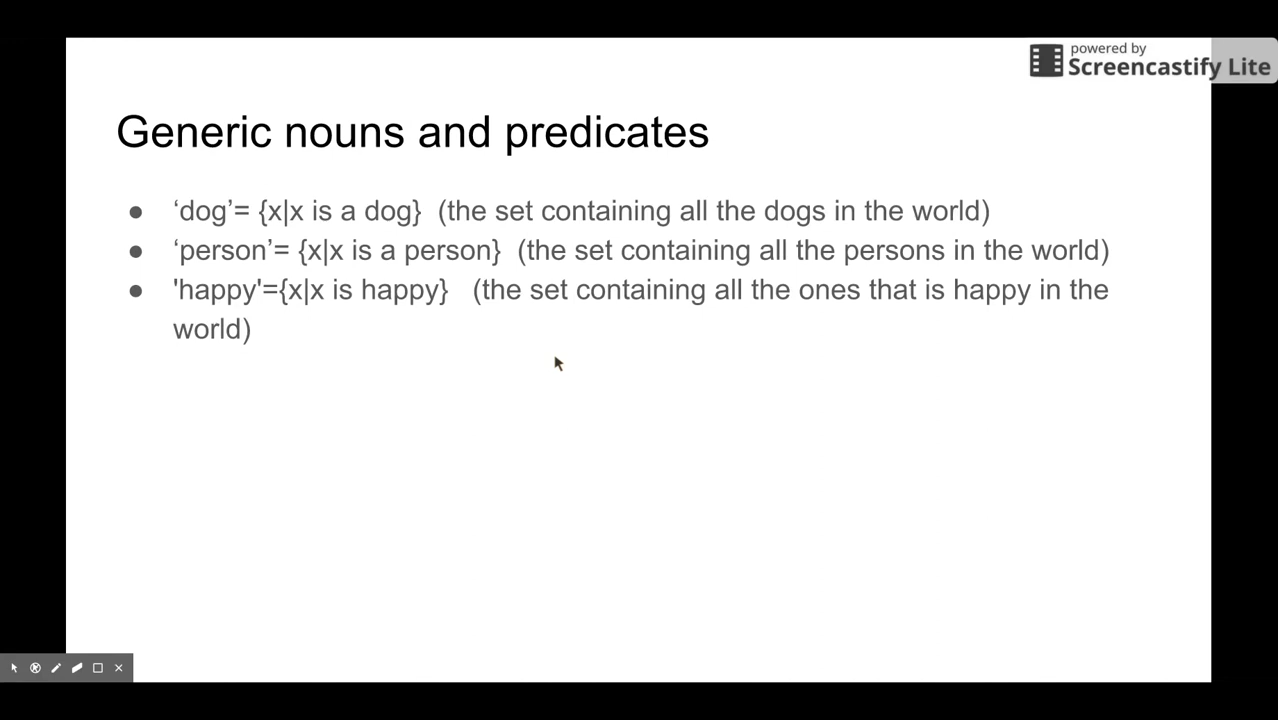 powered by
Screencastify Lite
Generic nouns and predicates
● ‘dog’= {x|x is a dog}  (the set containing all the dogs in the world)
● ‘person’= {x|x is a person}  (the set containing all the persons in the world)
● 'happy'={x|x is happy}   (the set containing all the ones that is happy in the
world)